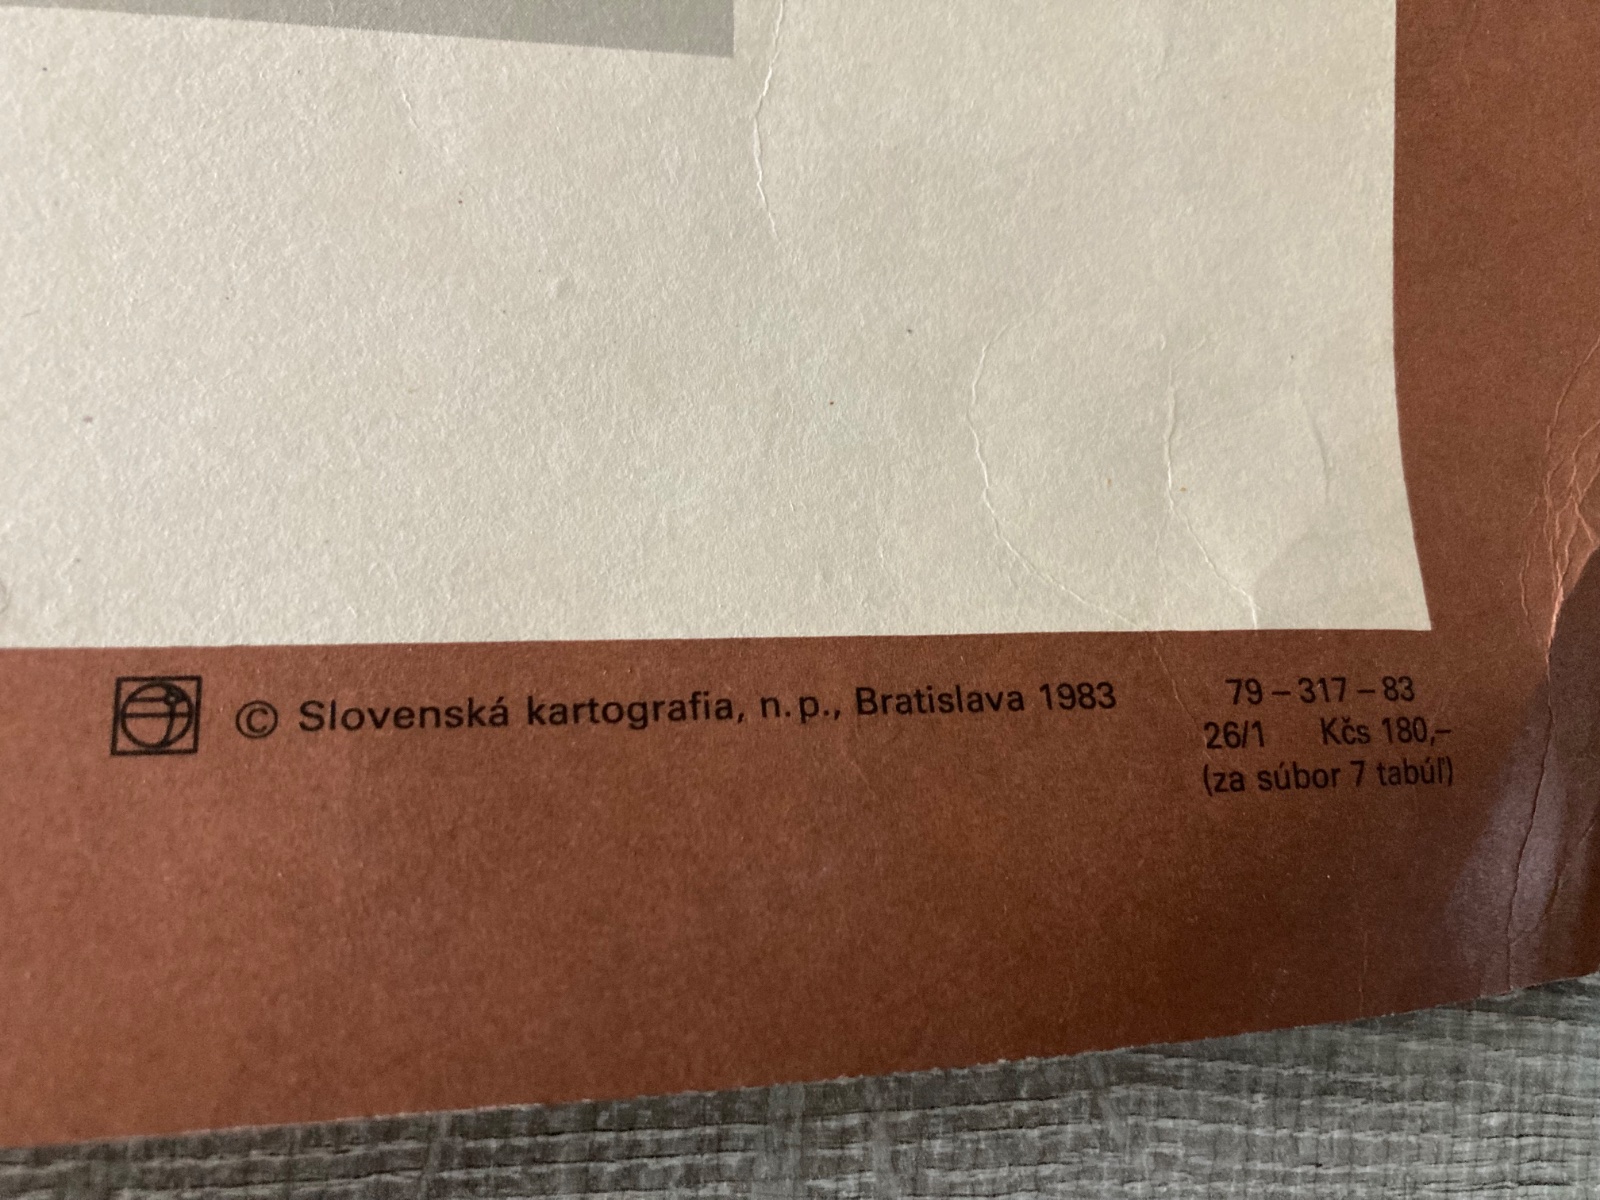 © Slovenská kartografia, n. p., Bratislava 1983
79 – 317 – 83
26/1 Kčs 180,–
(za súbor 7 tabúľ)